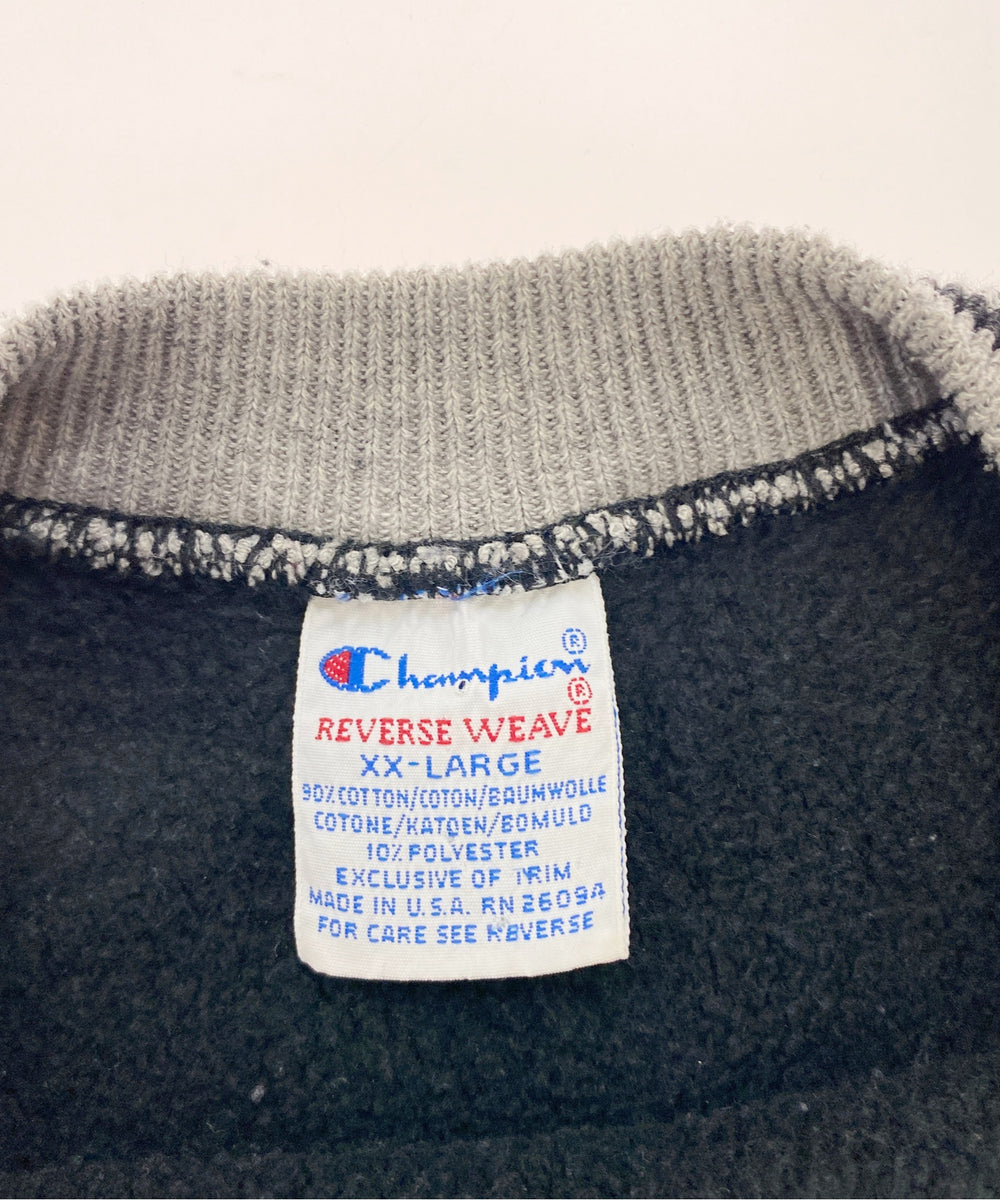 Champion®
REVERSE WEAVE®
XX-LARGE
90% COTTON/COTON/BAUMWOLLE
COTONE/KATOEN/BOMULD
10% POLYESTER
EXCLUSIVE OF TRIM
MADE IN U.S.A. RN 26094
FOR CARE SEE REVERSE